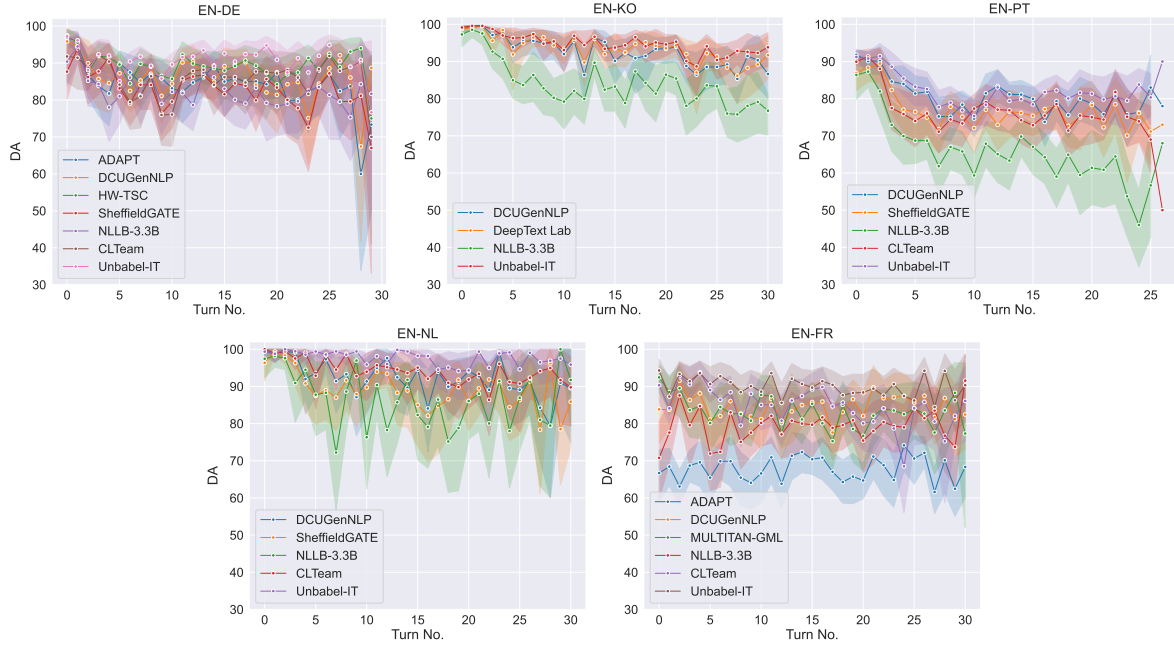 EN-DE
100
90
80
70
60
50
40
30
DA
ADAPT
DCUGenNLP
HW-TSC
SheffieldGATE
NLLB-3.3B
CLTeam
Unbabel-IT
0 5 10 15 20 25 30
Turn No.
EN-KO
100
90
80
70
60
50
40
30
DA
DCUGenNLP
DeepText Lab
NLLB-3.3B
Unbabel-IT
0 5 10 15 20 25 30
Turn No.
EN-PT
100
90
80
70
60
50
40
30
DA
DCUGenNLP
SheffieldGATE
NLLB-3.3B
CLTeam
Unbabel-IT
0 5 10 15 20 25
Turn No.
EN-NL
100
90
80
70
60
50
40
30
DA
DCUGenNLP
SheffieldGATE
NLLB-3.3B
CLTeam
Unbabel-IT
0 5 10 15 20 25 30
Turn No.
EN-FR
100
90
80
70
60
50
40
30
DA
ADAPT
DCUGenNLP
MULTITAN-GML
NLLB-3.3B
CLTeam
Unbabel-IT
0 5 10 15 20 25 30
Turn No.